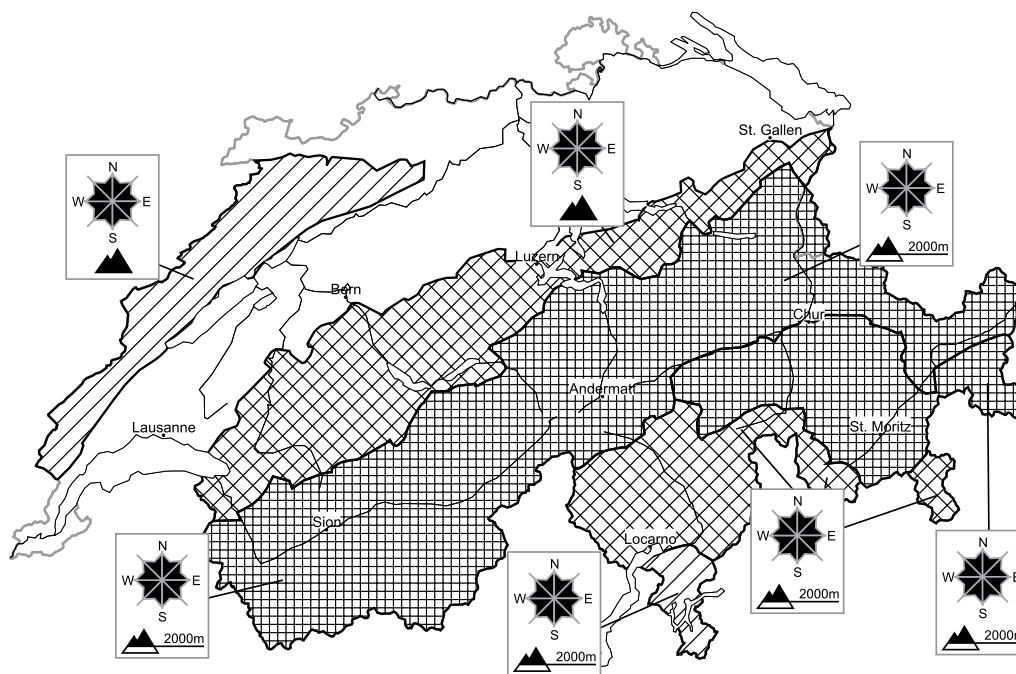 St. Gallen
N
W E
S
N
W E
S
N
W E
S
2000m
Luzern
Bern
Chur
Andermatt
Lausanne
St. Moritz
Sion
Locarno
N
W E
S
2000m
N
W E
S
2000m
N
W E
S
2000m
N
W E
S
2000m